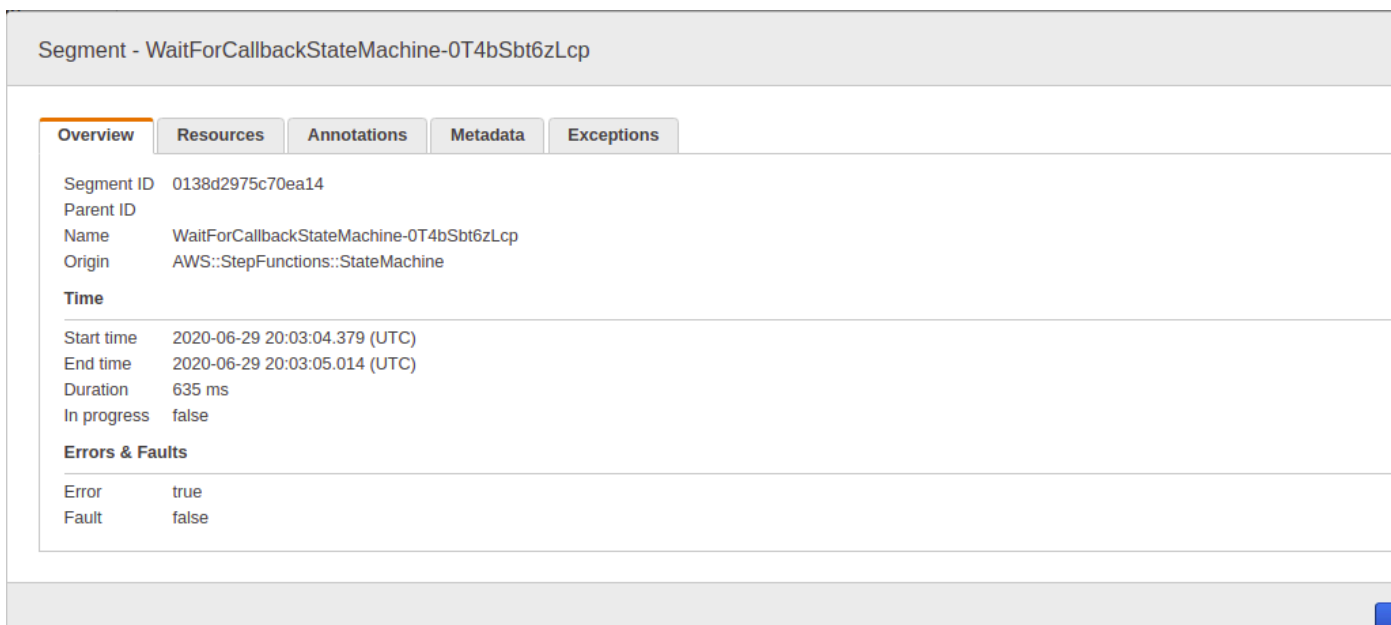 Segment - WaitForCallbackStateMachine-0T4bSbt6zLcp
Overview Resources Annotations Metadata Exceptions
Segment ID 0138d2975c70ea14
Parent ID
Name WaitForCallbackStateMachine-0T4bSbt6zLcp
Origin AWS::StepFunctions::StateMachine
Time
Start time 2020-06-29 20:03:04.379 (UTC)
End time 2020-06-29 20:03:05.014 (UTC)
Duration 635 ms
In progress false
Errors & Faults
Error true
Fault false